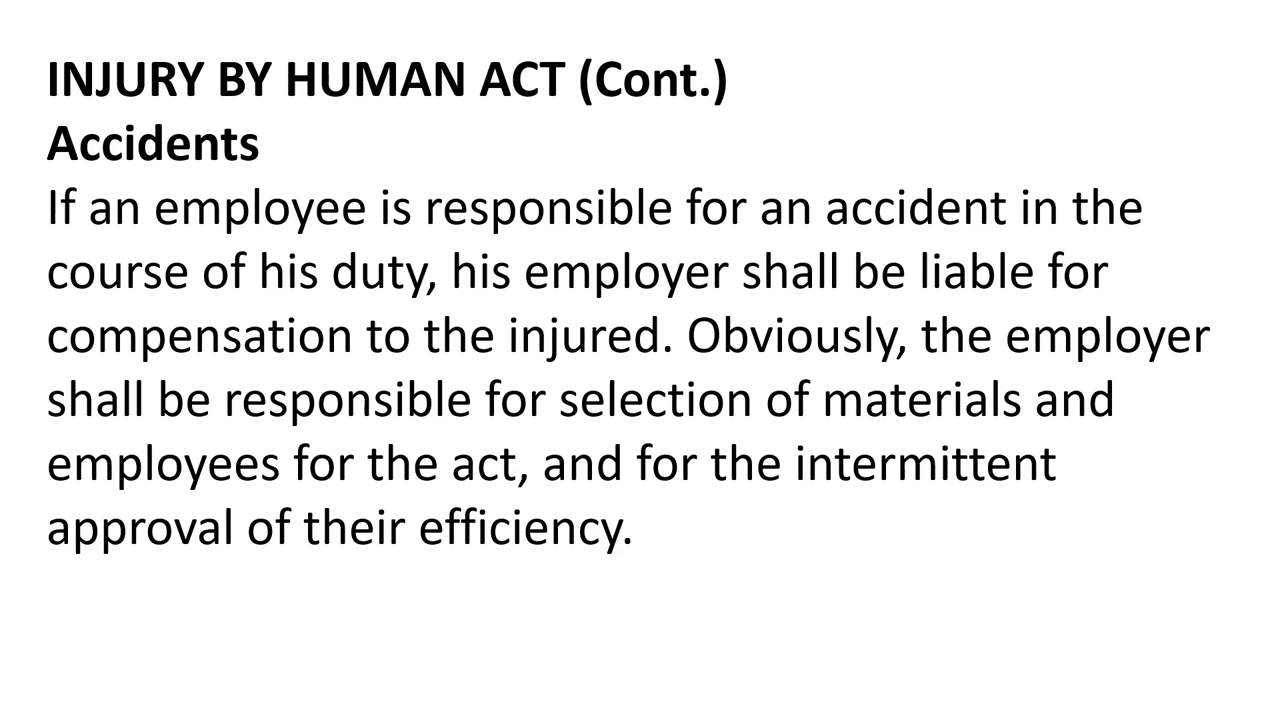 INJURY BY HUMAN ACT (Cont.)
Accidents
If an employee is responsible for an accident in the
course of his duty, his employer shall be liable for
compensation to the injured. Obviously, the employer
shall be responsible for selection of materials and
employees for the act, and for the intermittent
approval of their efficiency.